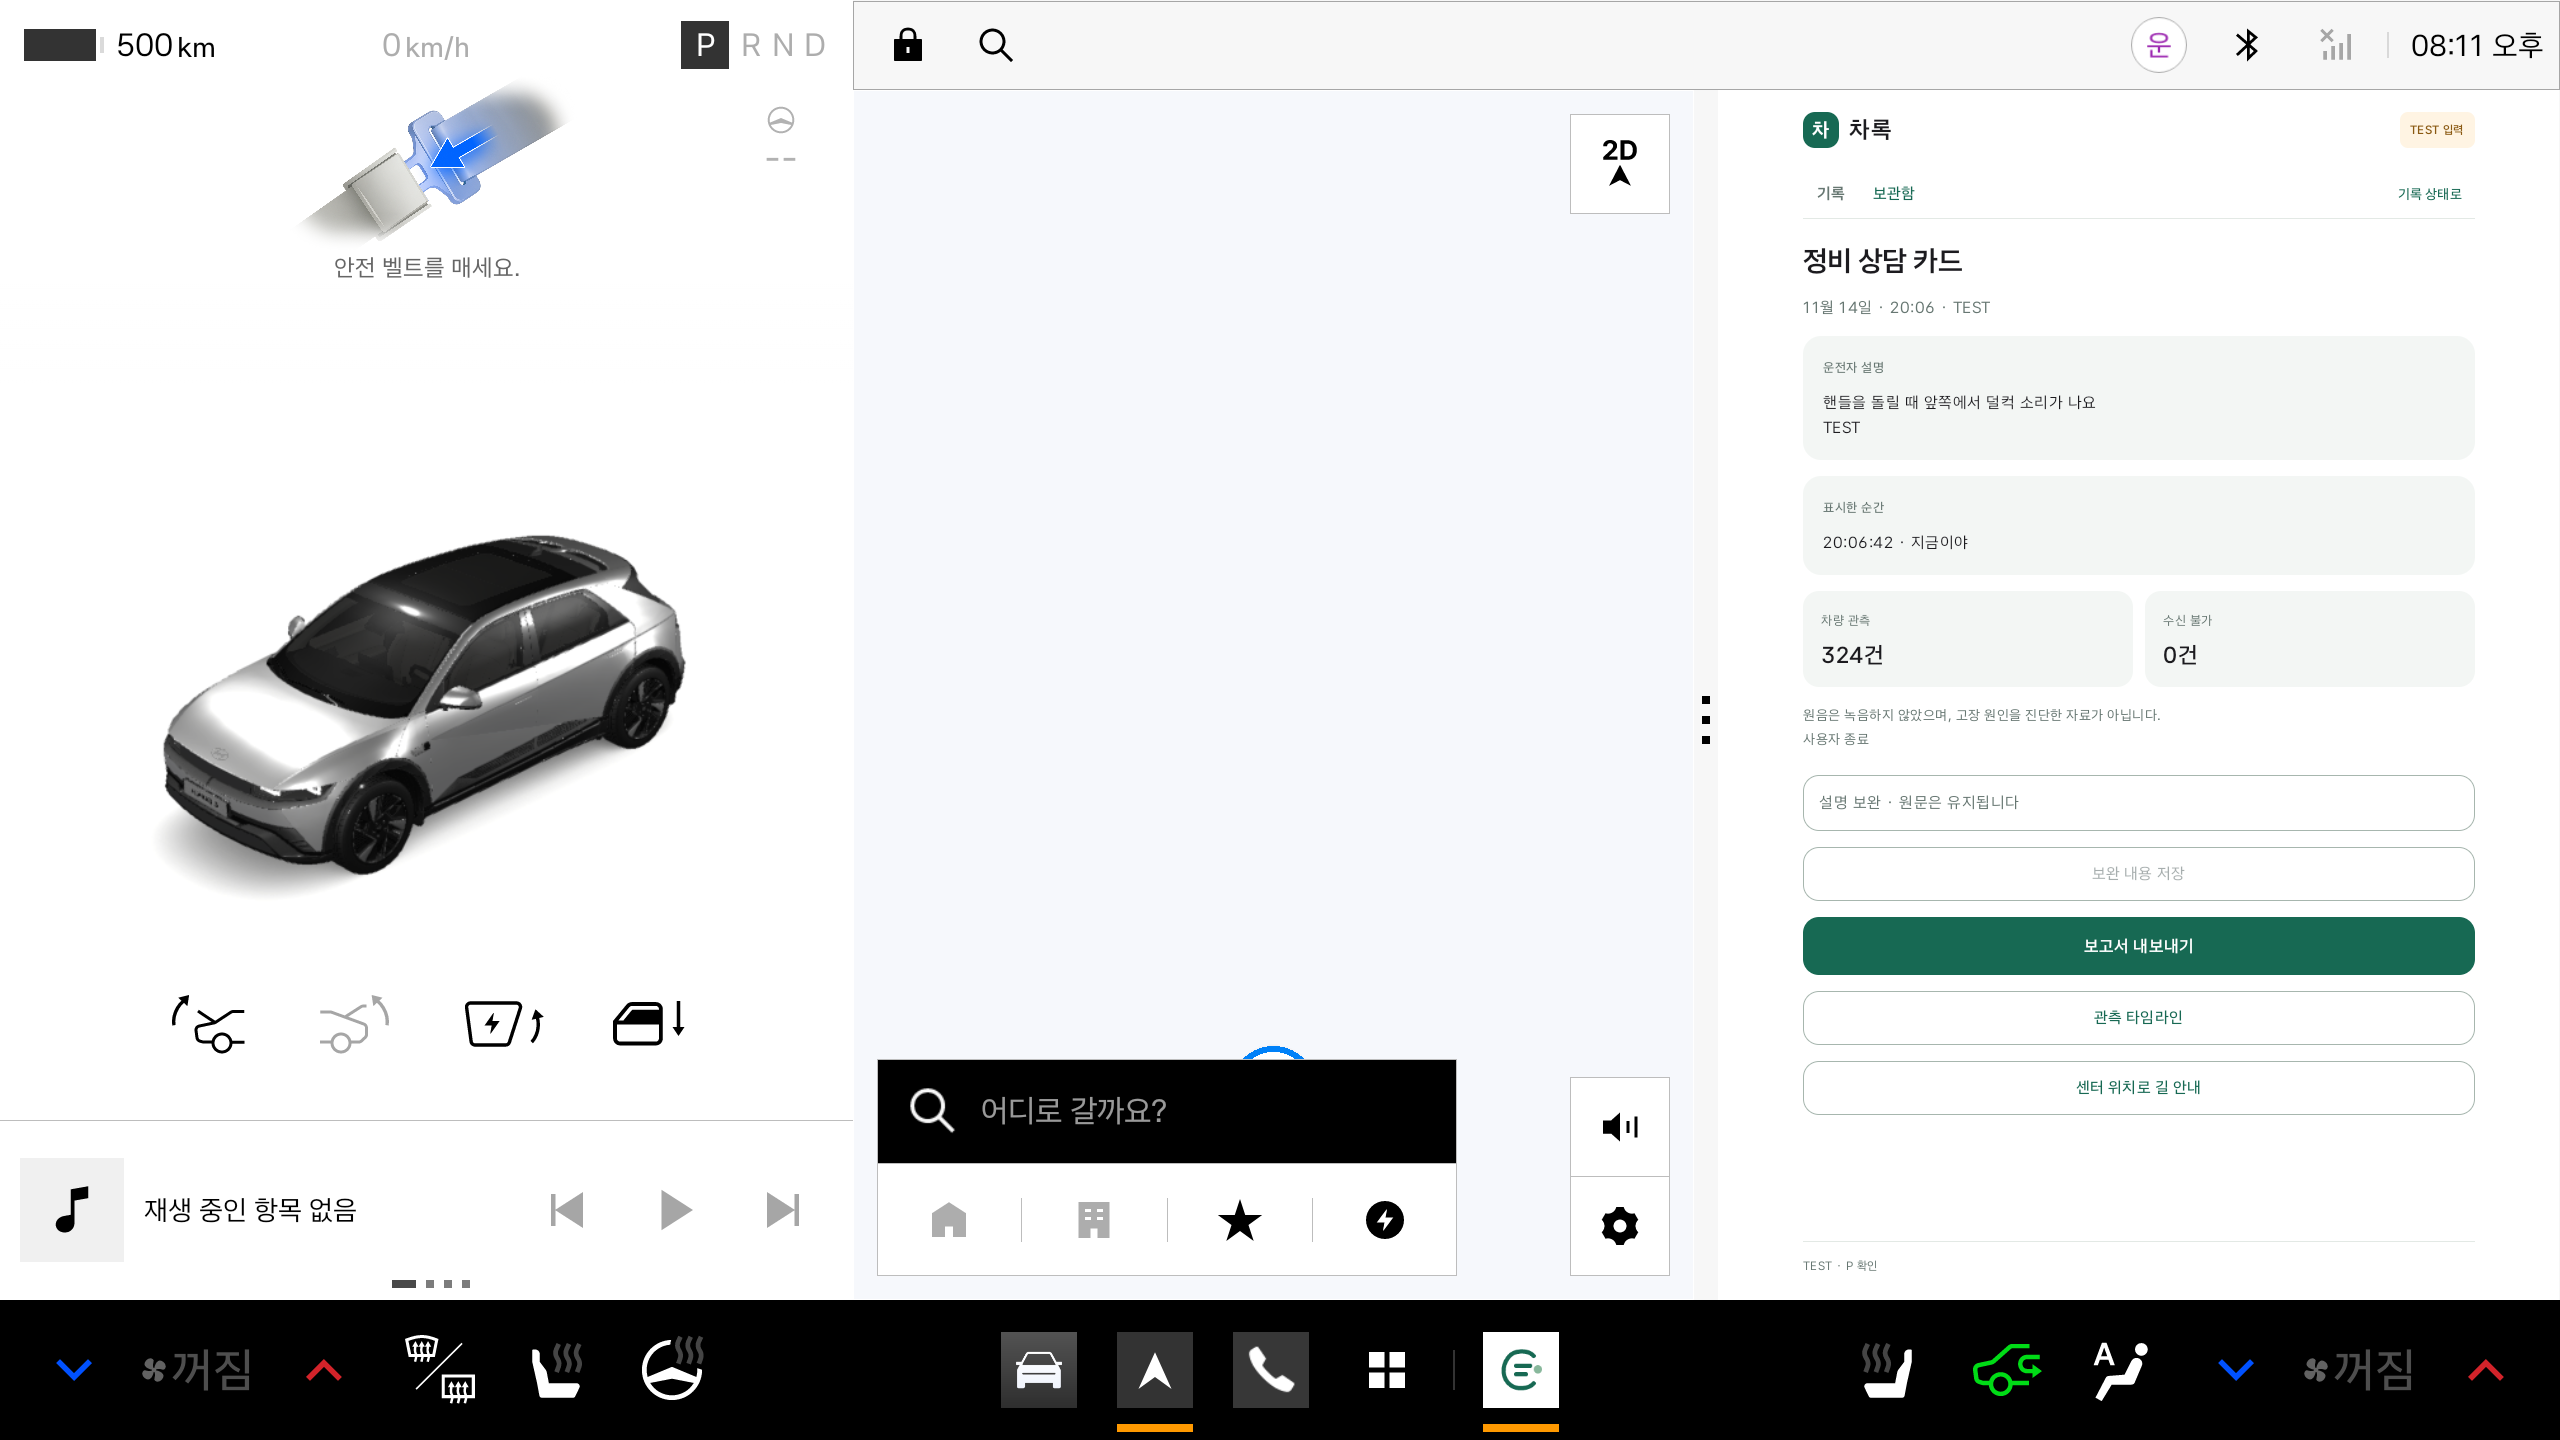 500 km
0 km/h
P R N D
안전 벨트를 매세요.
재생 중인 항목 없음
운
08:11 오후
2D
어디로 갈까요?
차 차록
TEST 입력
기록
보관함
기록 상태로
정비 상담 카드
11월 14일 · 20:06 · TEST
운전자 설명
핸들을 돌릴 때 앞쪽에서 덜컥 소리가 나요
TEST
표시한 순간
20:06:42 · 지금이야
차량 관측
324건
수신 불가
0건
원음은 녹음하지 않았으며, 고장 원인을 진단한 자료가 아닙니다.
사용자 종료
설명 보완 · 원문은 유지됩니다
보완 내용 저장
보고서 내보내기
관측 타임라인
센터 위치로 길 안내
TEST · P 확인
꺼짐
A
꺼짐